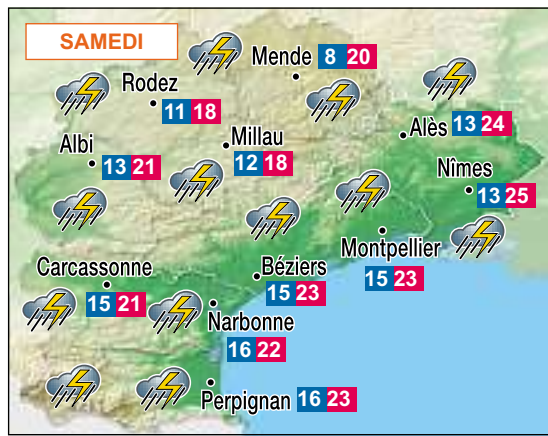 SAMEDI
Mende 8 20
Rodez
11 18
Alès 13 24
Albi
13 21
Millau
12 18
Nîmes
13 25
Montpellier
15 23
Carcassonne
15 21
Béziers
15 23
Narbonne
16 22
Perpignan 16 23